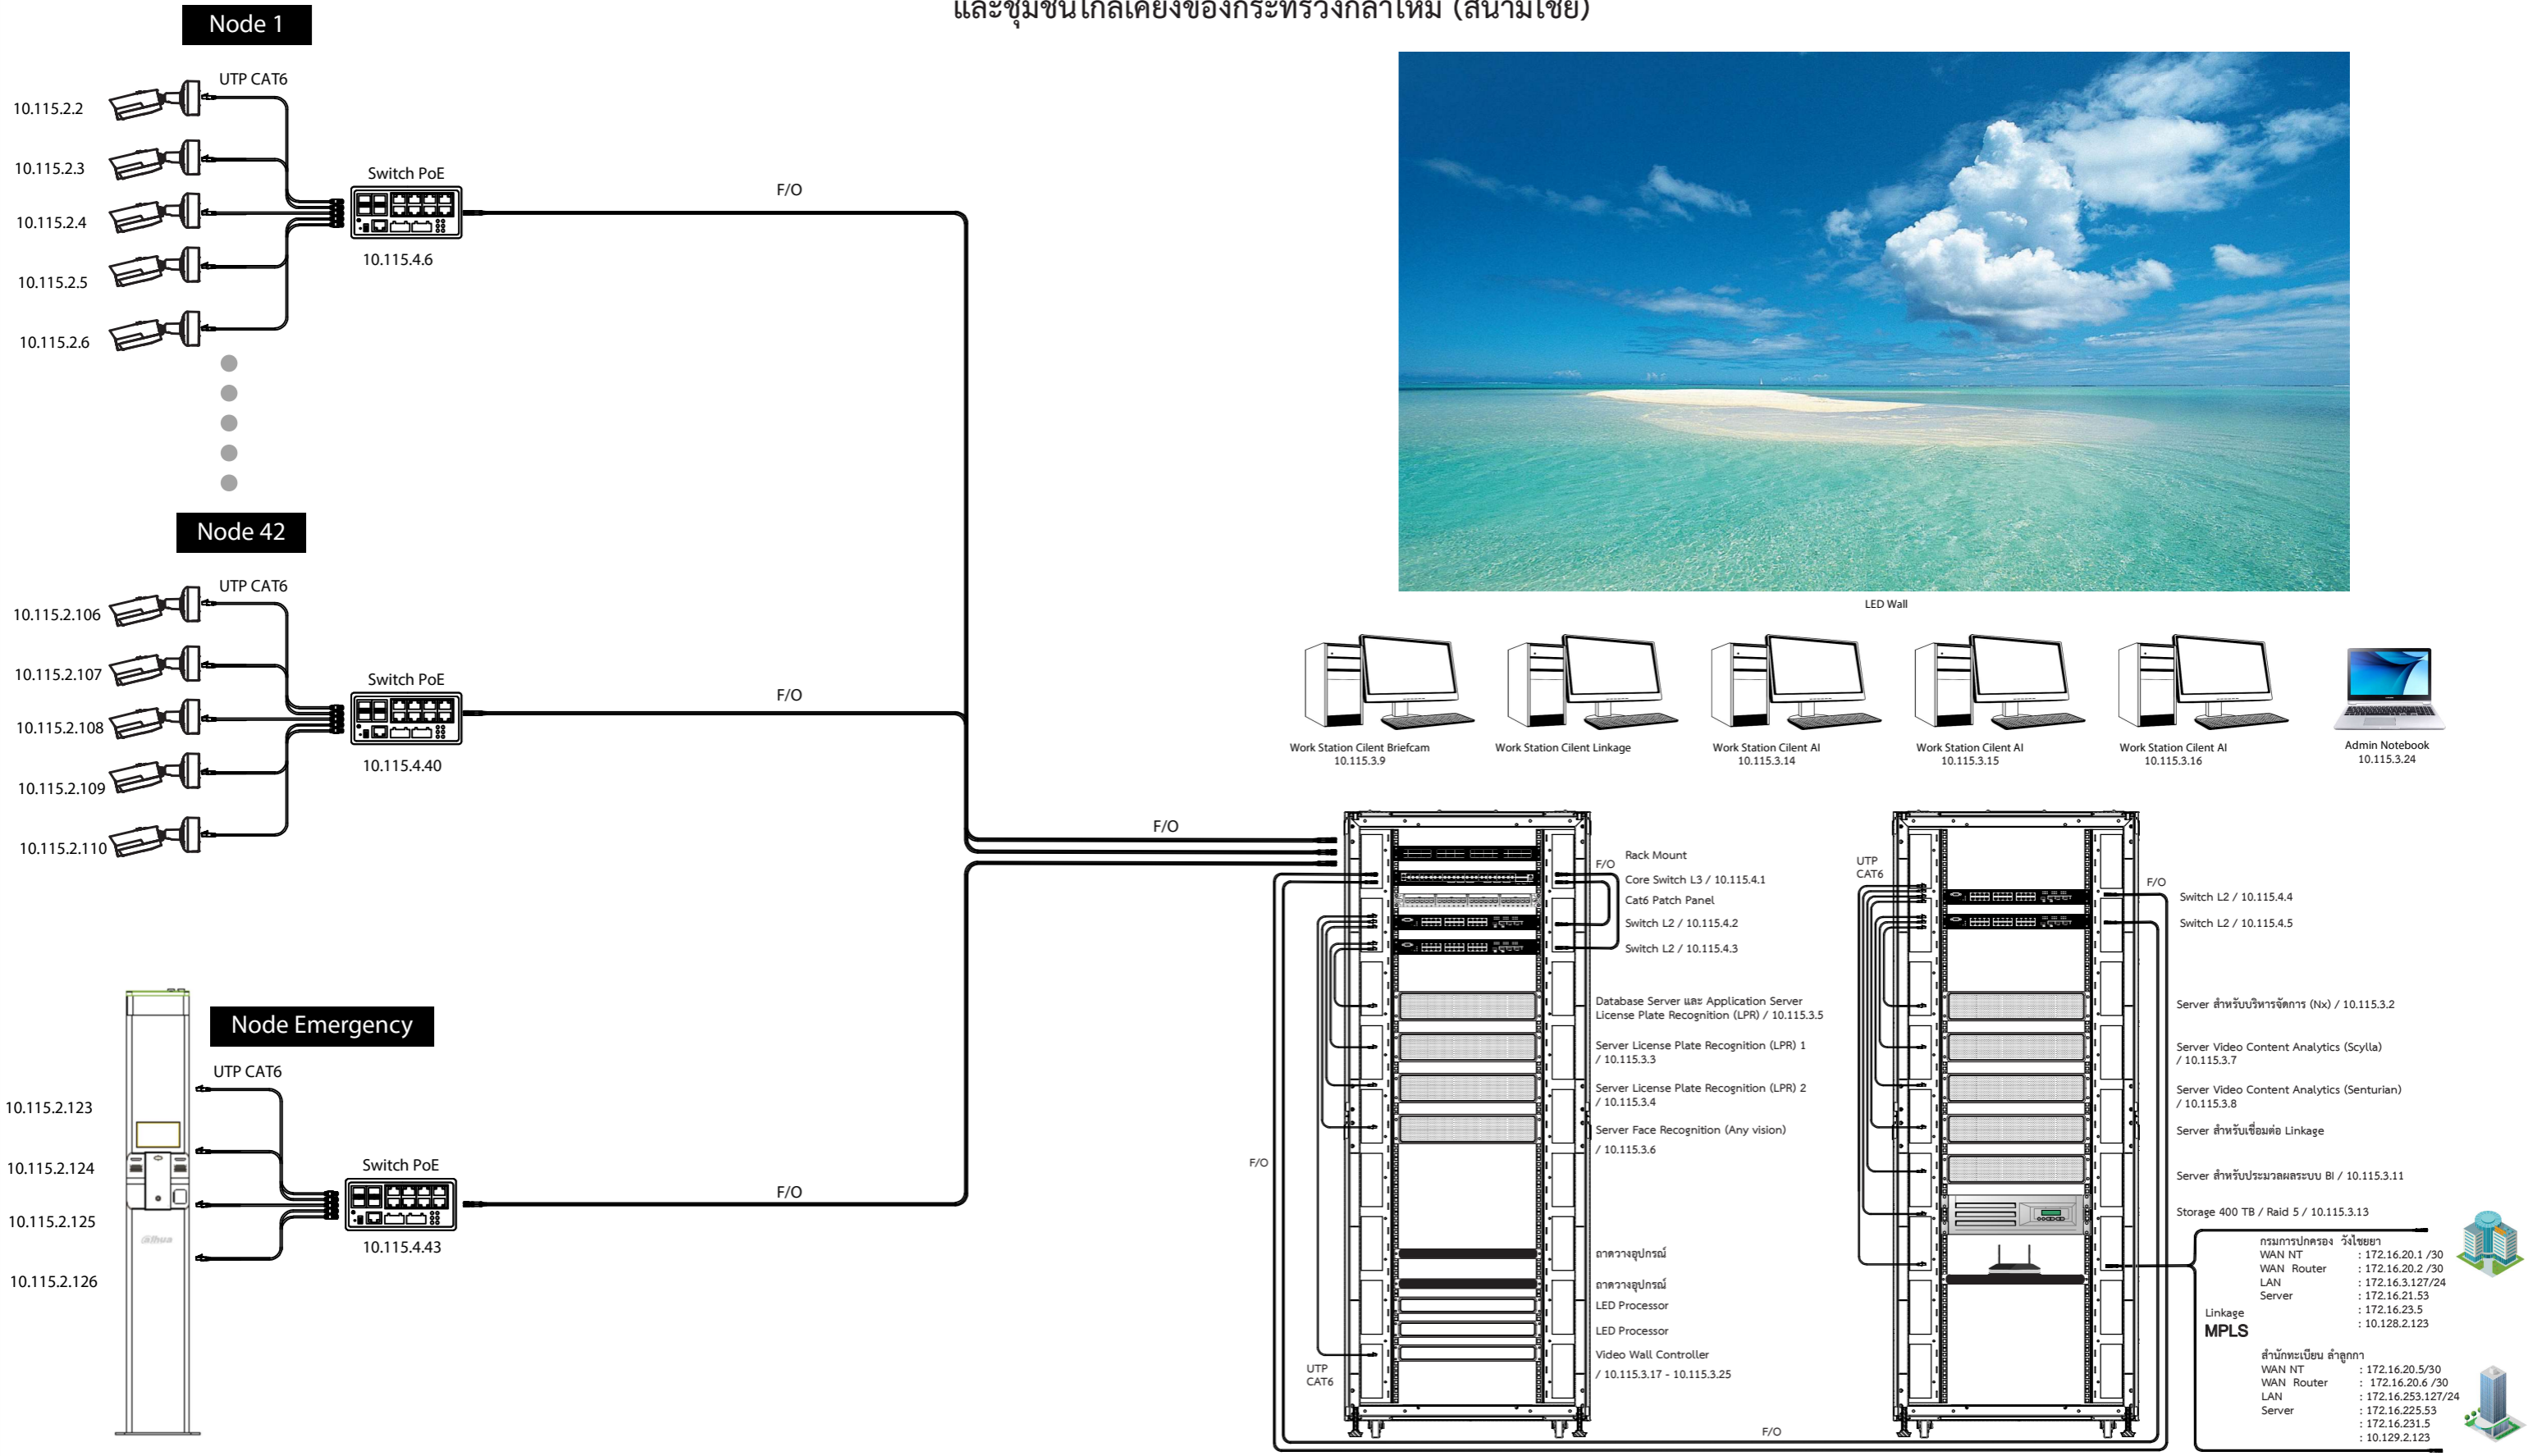 และชุมชนใกล้เคียงของกระทรวงกลาโหม (สนามไชย)
Node 1
UTP CAT6
10.115.2.2
10.115.2.3
10.115.2.4
10.115.2.5
10.115.2.6
Switch PoE
10.115.4.6
F/O
Node 42
UTP CAT6
10.115.2.106
10.115.2.107
10.115.2.108
10.115.2.109
10.115.2.110
Switch PoE
10.115.4.40
F/O
F/O
Node Emergency
UTP CAT6
10.115.2.123
10.115.2.124
10.115.2.125
10.115.2.126
alhua
Switch PoE
10.115.4.43
F/O
LED Wall
Work Station Cilent Briefcam
10.115.3.9
Work Station Cilent Linkage
Work Station Cilent AI
10.115.3.14
Work Station Cilent AI
10.115.3.15
Work Station Cilent AI
10.115.3.16
Admin Notebook
10.115.3.24
F/O
Rack Mount
Core Switch L3 / 10.115.4.1
Cat6 Patch Panel
Switch L2 / 10.115.4.2
Switch L2 / 10.115.4.3
Database Server และ Application Server
License Plate Recognition (LPR) / 10.115.3.5
Server License Plate Recognition (LPR) 1
/ 10.115.3.3
Server License Plate Recognition (LPR) 2
/ 10.115.3.4
Server Face Recognition (Any vision)
/ 10.115.3.6
ถาดวางอุปกรณ์
ถาดวางอุปกรณ์
LED Processor
LED Processor
Video Wall Controller
/ 10.115.3.17 - 10.115.3.25
F/O
UTP
CAT6
F/O
UTP
CAT6
F/O
Switch L2 / 10.115.4.4
Switch L2 / 10.115.4.5
Server สำหรับบริหารจัดการ (Nx) / 10.115.3.2
Server Video Content Analytics (Scylla)
/ 10.115.3.7
Server Video Content Analytics (Senturian)
/ 10.115.3.8
Server สำหรับเชื่อมต่อ Linkage
Server สำหรับประมวลผลระบบ BI / 10.115.3.11
Storage 400 TB / Raid 5 / 10.115.3.13
กรมการปกครอง วังไชยยา
WAN NT : 172.16.20.1 /30
WAN Router : 172.16.20.2 /30
LAN : 172.16.3.127/24
Server : 172.16.21.53
: 172.16.23.5
: 10.128.2.123
Linkage
MPLS
สำนักทะเบียน ลำลูกกา
WAN NT : 172.16.20.5/30
WAN Router : 172.16.20.6 /30
LAN : 172.16.253.127/24
Server : 172.16.225.53
: 172.16.231.5
: 10.129.2.123